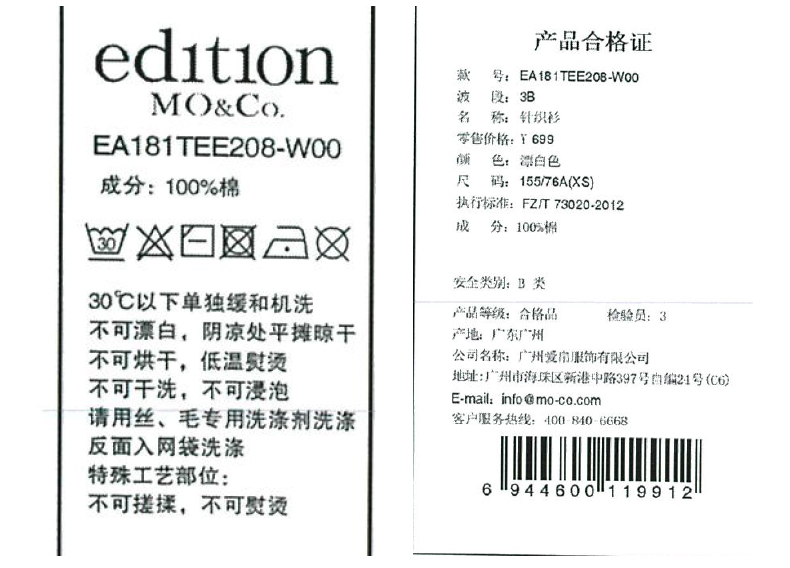 edition
MO&Co.
EA181TEE208-W00
成分：100%棉
30
30℃以下单独缓和机洗
不可漂白，阴凉处平摊晾干
不可烘干，低温熨烫
不可干洗，不可浸泡
请用丝、毛专用洗涤剂洗涤
反面入网袋洗涤
特殊工艺部位：
不可搓揉，不可熨烫
产品合格证
款 号：EA181TEE208-W00
波 段：3B
名 称：针织衫
零售价格：¥ 699
颜 色：漂白色
尺 码：155/76A(XS)
执行标准：FZ/T 73020-2012
成 分：100%棉
安全类别：B 类
产品等级：合格品 检验员：3
产地：广东广州
公司名称：广州爱帛服饰有限公司
地址：广州市海珠区新港中路397号自编21号(C6)
E-mail：info@mo-co.com
客户服务热线：400-840-6668
6 944600 119912